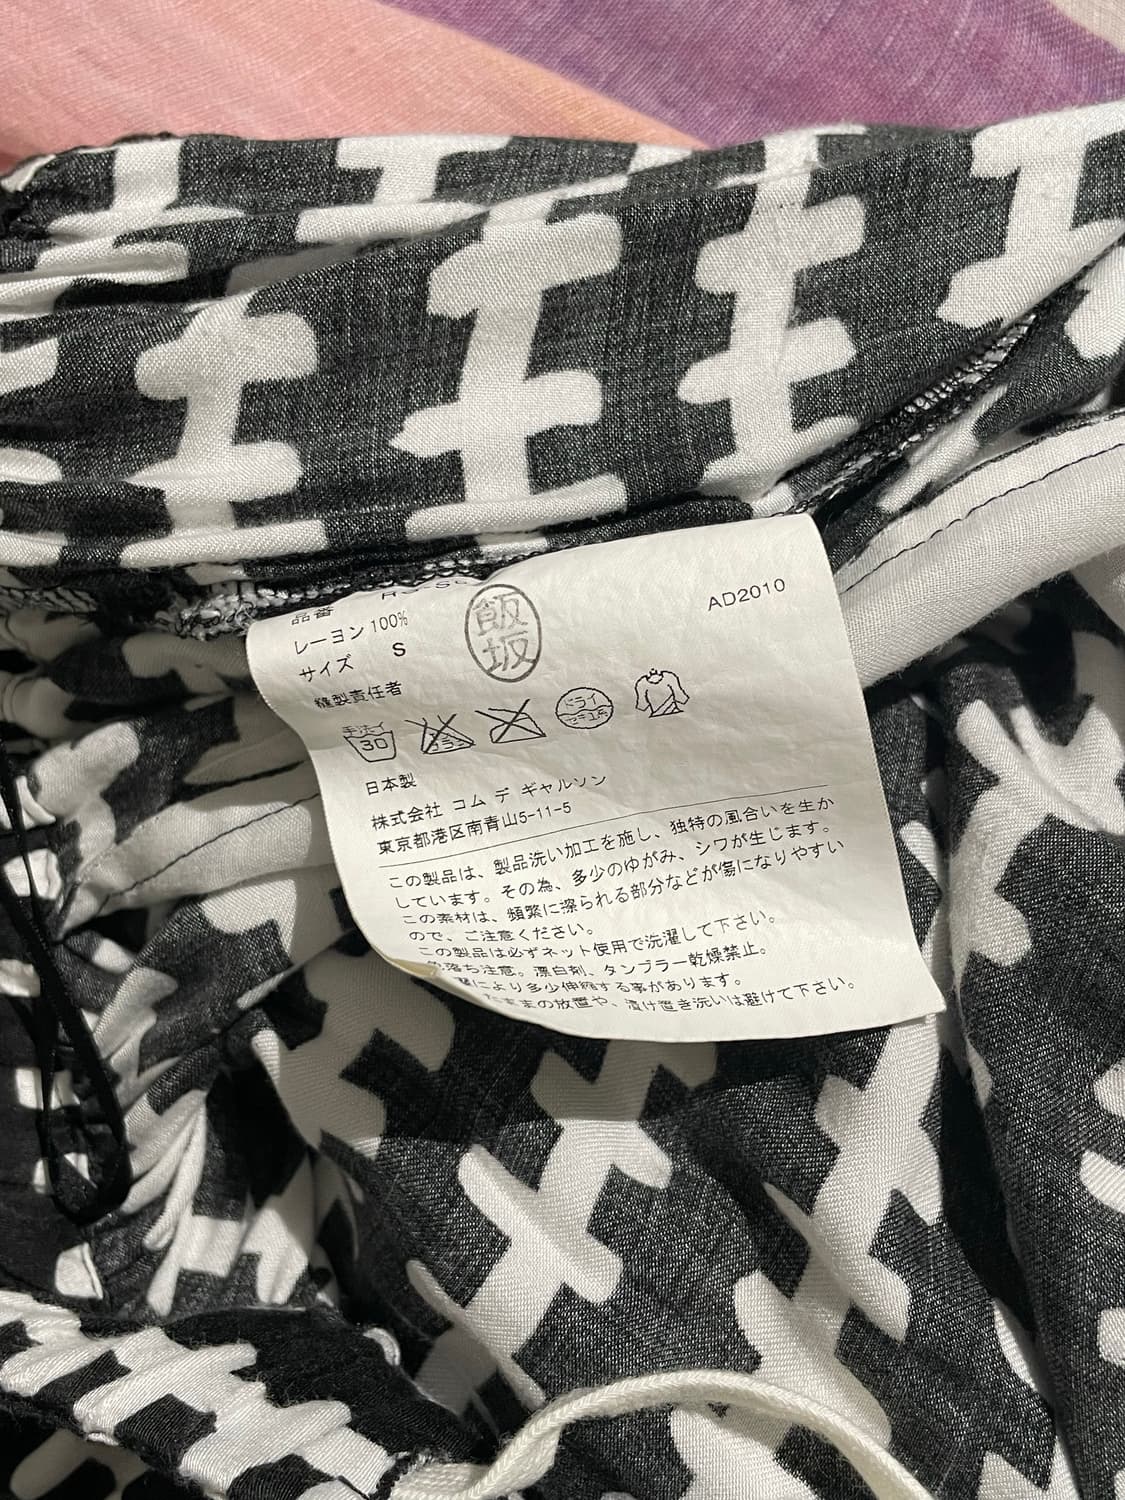 品番
AD2010
レーヨン100%
サイズ S
縫製責任者
飯坂
手洗イ
30
ドライ
日本製
株式会社 コム デ ギャルソン
東京都港区南青山5-11-5
この製品は、製品洗い加工を施し、独特の風合いを生か
しています。その為、多少のゆがみ、シワが生じます。
この素材は、頻繁に擦られる部分などが傷になりやすい
ので、ご注意ください。
この製品は必ずネット使用で洗濯して下さい。
色落ち注意。漂白剤、タンブラー乾燥禁止。
により多少伸縮する事があります。
たままの放置や、漬け置き洗いは避けて下さい。